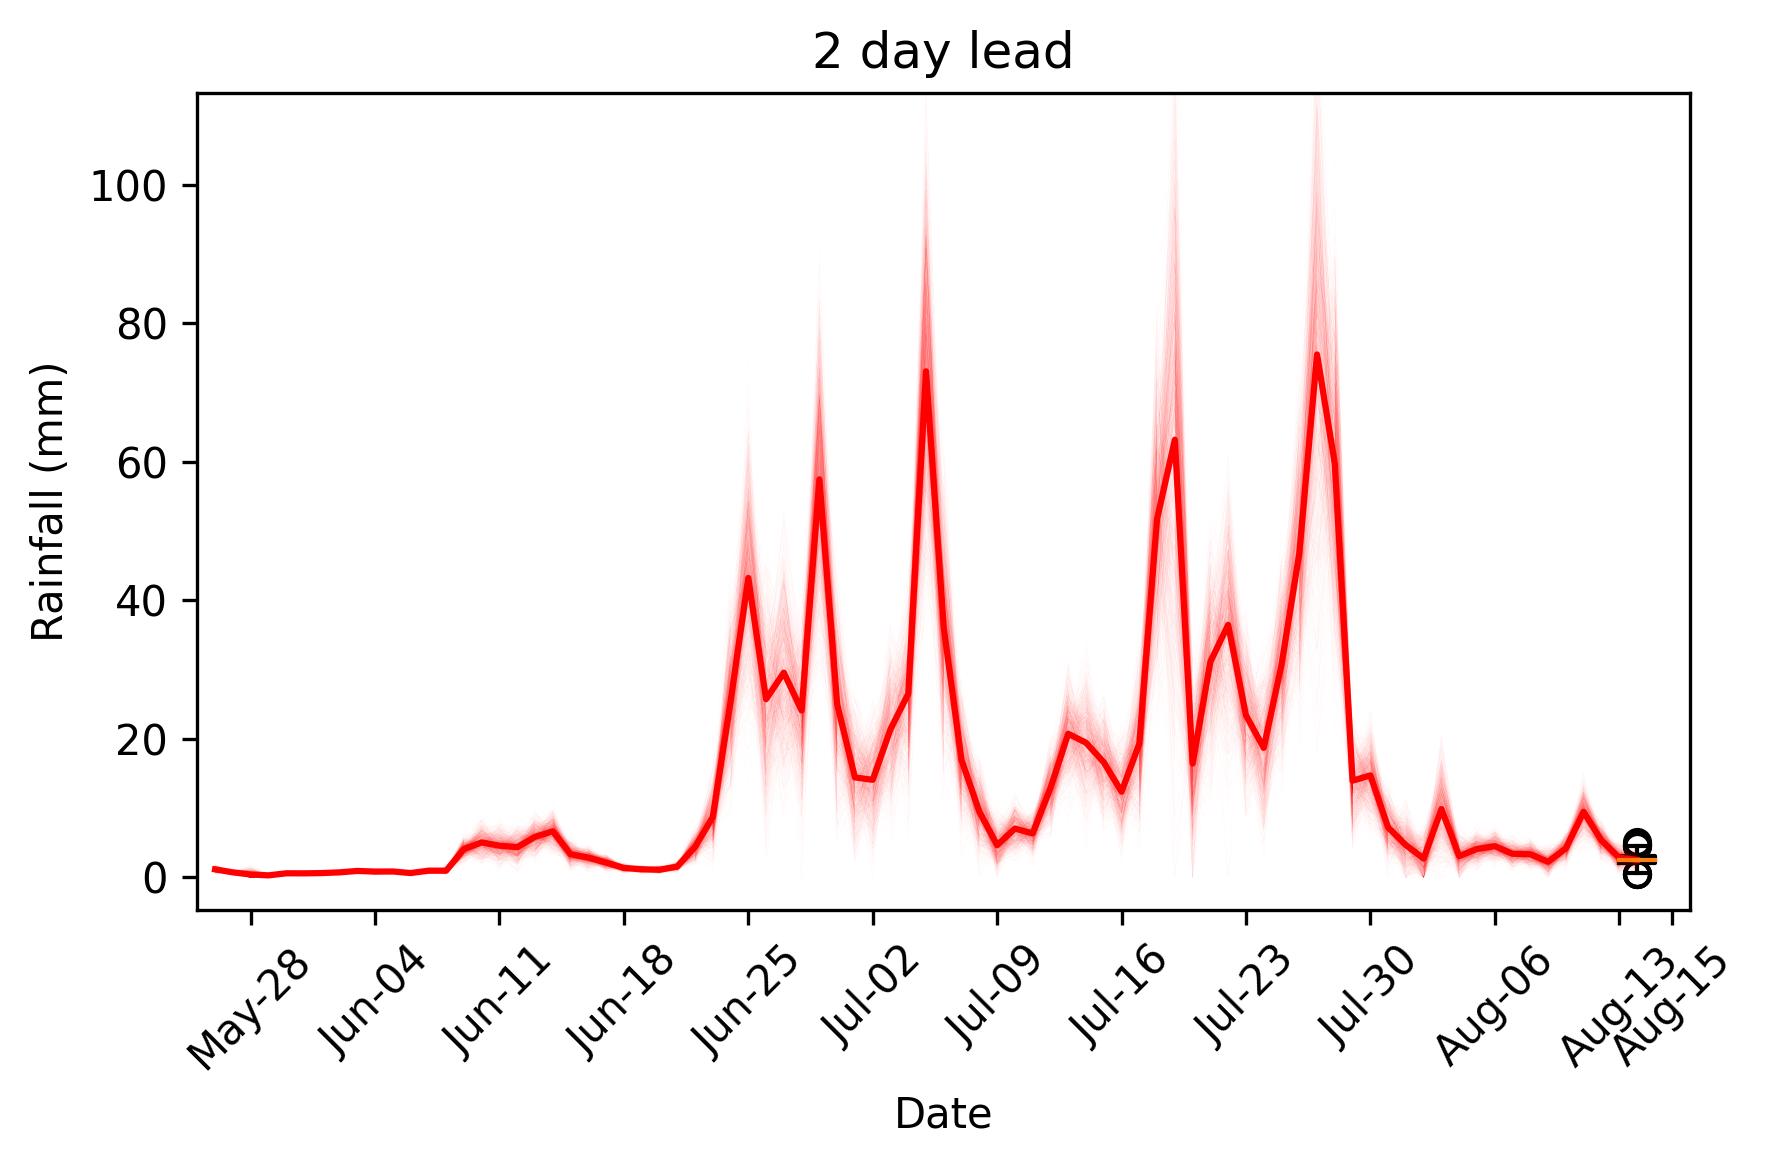 2 day lead
Rainfall (mm)
100
80
60
40
20
0
May-28
Jun-04
Jun-11
Jun-18
Jun-25
Jul-02
Jul-09
Jul-16
Jul-23
Jul-30
Aug-06
Aug-13
Aug-15
Date